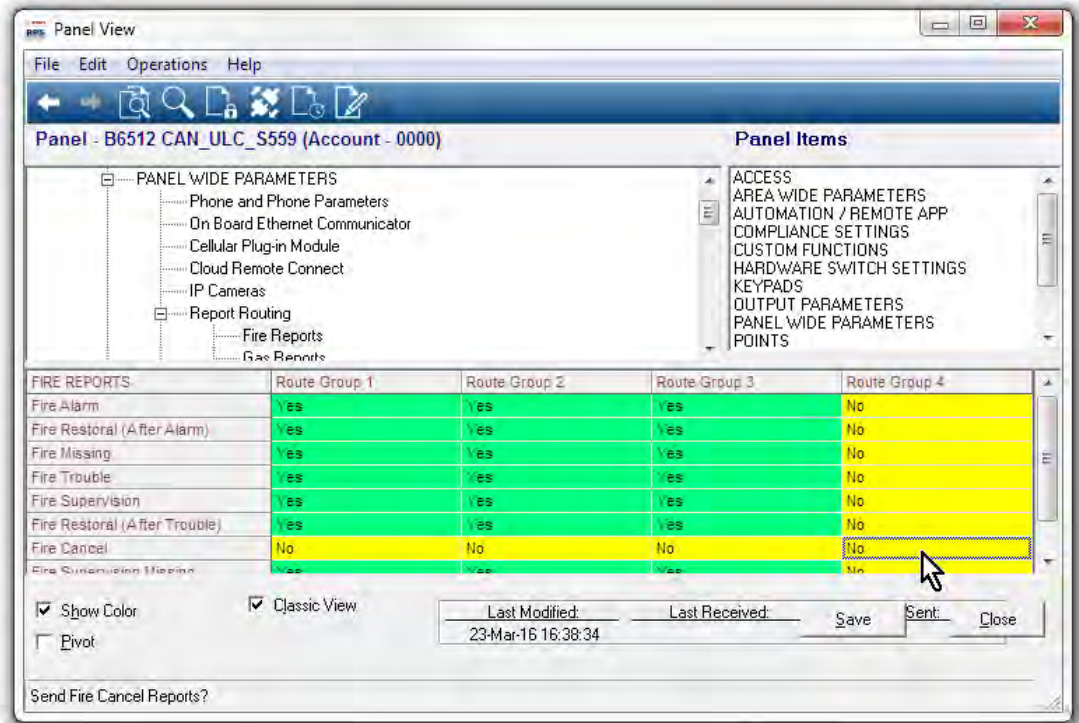 RPS Panel View
File Edit Operations Help
Panel - B6512 CAN_ULC_S559 (Account - 0000)
Panel Items
PANEL WIDE PARAMETERS
Phone and Phone Parameters
On Board Ethernet Communicator
Cellular Plug-in Module
Cloud Remote Connect
IP Cameras
Report Routing
Fire Reports
Gas Reports
ACCESS
AREA WIDE PARAMETERS
AUTOMATION / REMOTE APP
COMPLIANCE SETTINGS
CUSTOM FUNCTIONS
HARDWARE SWITCH SETTINGS
KEYPADS
OUTPUT PARAMETERS
PANEL WIDE PARAMETERS
POINTS
FIRE REPORTS Route Group 1 Route Group 2 Route Group 3 Route Group 4
Fire Alarm Yes Yes Yes No
Fire Restoral (After Alarm) Yes Yes Yes No
Fire Missing Yes Yes Yes No
Fire Trouble Yes Yes Yes No
Fire Supervision Yes Yes Yes No
Fire Restoral (After Trouble) Yes Yes Yes No
Fire Cancel No No No No
Fire Supervision Missing Yes Yes Yes No
Show Color
Classic View
Pivot
Last Modified: Last Received: Sent:
23-Mar-16 16:38:34
Save
Close
Send Fire Cancel Reports?